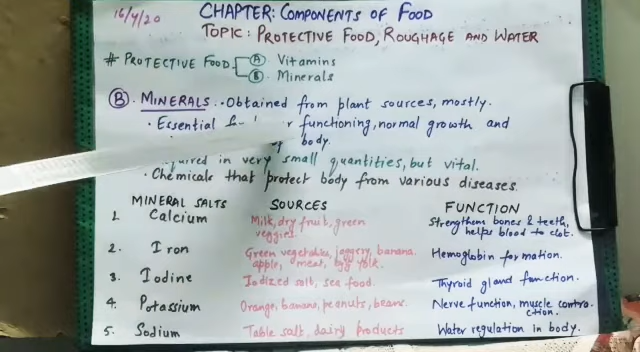 16/4/20
CHAPTER: COMPONENTS OF FOOD
TOPIC: PROTECTIVE FOOD, ROUGHAGE AND WATER
# PROTECTIVE FOOD
A Vitamins
B Minerals
B. MINERALS. • Obtained from plant sources, mostly.
• Essential functioning, normal growth and
body.
in very small quantities, but vital.
• Chemicals that protect body from various diseases.
MINERAL SALTS SOURCES FUNCTION
1. Calcium Milk, dry fruit, green Strengthens bones & teeth,
veggies. helps blood to clot.
2. Iron Green vegetables, jaggery, banana. Hemoglobin formation.
apple, meat, egg yolk.
3. Iodine Iodized salt, sea food. Thyroid gland function.
4. Potassium Orange, banana, peanuts, beans. Nerve function, muscle contra-
ction.
5. Sodium Table salt, dairy products Water regulation in body.